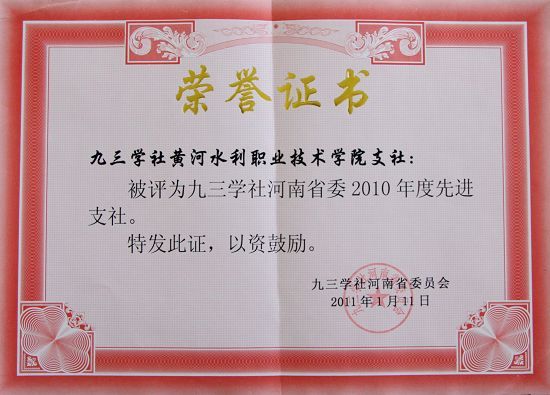 荣誉证书
九三学社黄河水利职业技术学院支社：
被评为九三学社河南省委2010年度先进
支社。
特发此证，以资鼓励。
九三学社河南省委员会
2011年1月11日